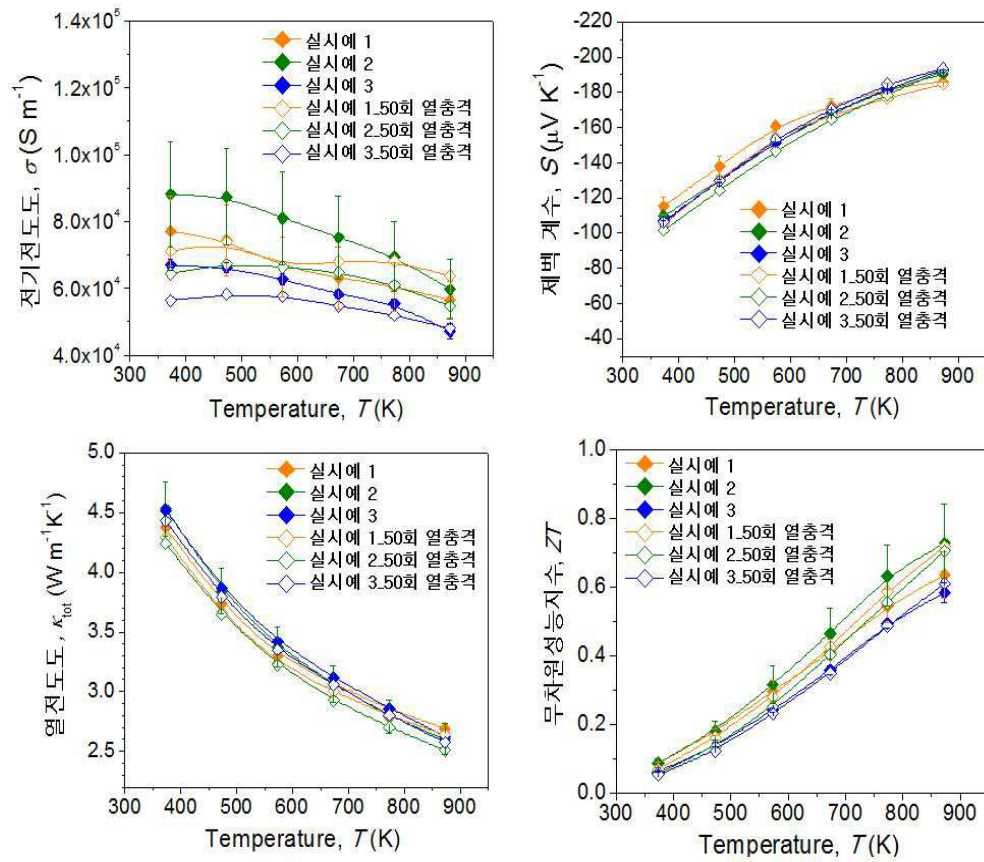 1.4x10⁵
1.2x10⁵
1.0x10⁵
8.0x10⁴
6.0x10⁴
4.0x10⁴
전기전도도, σ (S m⁻¹)
실시예 1
실시예 2
실시예 3
실시예 1_50회 열충격
실시예 2_50회 열충격
실시예 3_50회 열충격
300 400 500 600 700 800 900
Temperature, T (K)
-220
-200
-180
-160
-140
-120
-100
-80
-60
-40
제벡 계수, S (μV K⁻¹)
실시예 1
실시예 2
실시예 3
실시예 1_50회 열충격
실시예 2_50회 열충격
실시예 3_50회 열충격
300 400 500 600 700 800 900
Temperature, T (K)
5.0
4.5
4.0
3.5
3.0
2.5
열전도도, κtot (W m⁻¹K⁻¹)
실시예 1
실시예 2
실시예 3
실시예 1_50회 열충격
실시예 2_50회 열충격
실시예 3_50회 열충격
300 400 500 600 700 800 900
Temperature, T (K)
1.0
0.8
0.6
0.4
0.2
0.0
무차원성능지수, ZT
실시예 1
실시예 2
실시예 3
실시예 1_50회 열충격
실시예 2_50회 열충격
실시예 3_50회 열충격
300 400 500 600 700 800 900
Temperature, T (K)